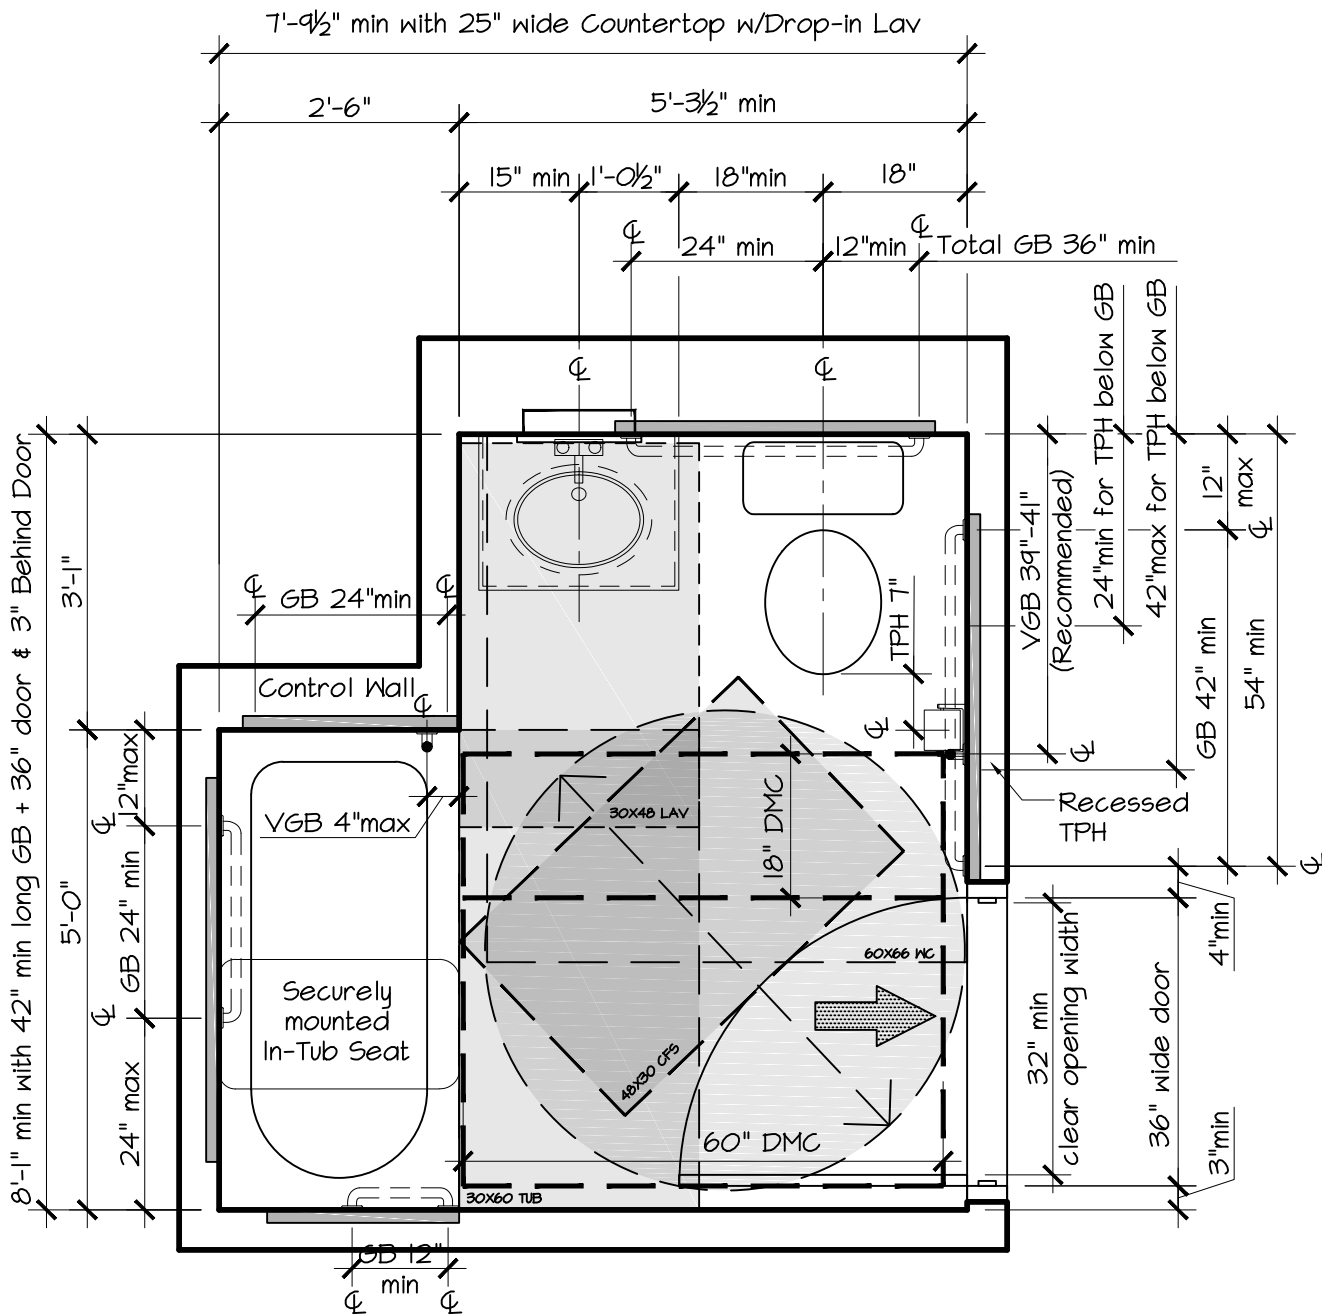 7'-9½" min with 25" wide Countertop w/Drop-in Lav
2'-6"
5'-3½" min
15" min
1'-0½"
18"min
18"
24" min
12"min
Total GB 36" min
℄
℄
℄
℄
24"min for TPH below GB
42"max for TPH below GB
8'-1" min with 42" min long GB + 36" door & 3" Behind Door
3'-1"
5'-0"
℄
℄
GB 24"min
Control Wall
℄
VGB 39"-41"
(Recommended)
12"
max
℄
GB 42" min
54" min
℄
TPH 7"
℄
℄
Recessed
TPH
12"max
℄
GB 24" min
℄
24" max
VGB 4"max
30X48 LAV
18" DMC
60X66 WC
Securely
mounted
In-Tub Seat
48X30 CFS
60" DMC
30X60 TUB
32" min
clear opening width
36" wide door
4"min
3"min
GB 12"
min
℄
℄